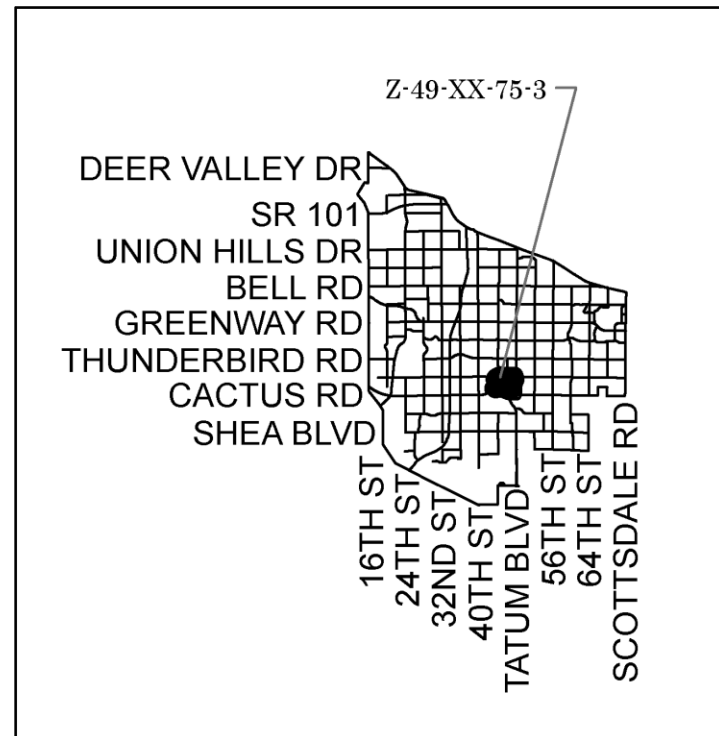 Z-49-XX-75-3
DEER VALLEY DR
SR 101
UNION HILLS DR
BELL RD
GREENWAY RD
THUNDERBIRD RD
CACTUS RD
SHEA BLVD
16TH ST
24TH ST
32ND ST
40TH ST
TATUM BLVD
56TH ST
64TH ST
SCOTTSDALE RD